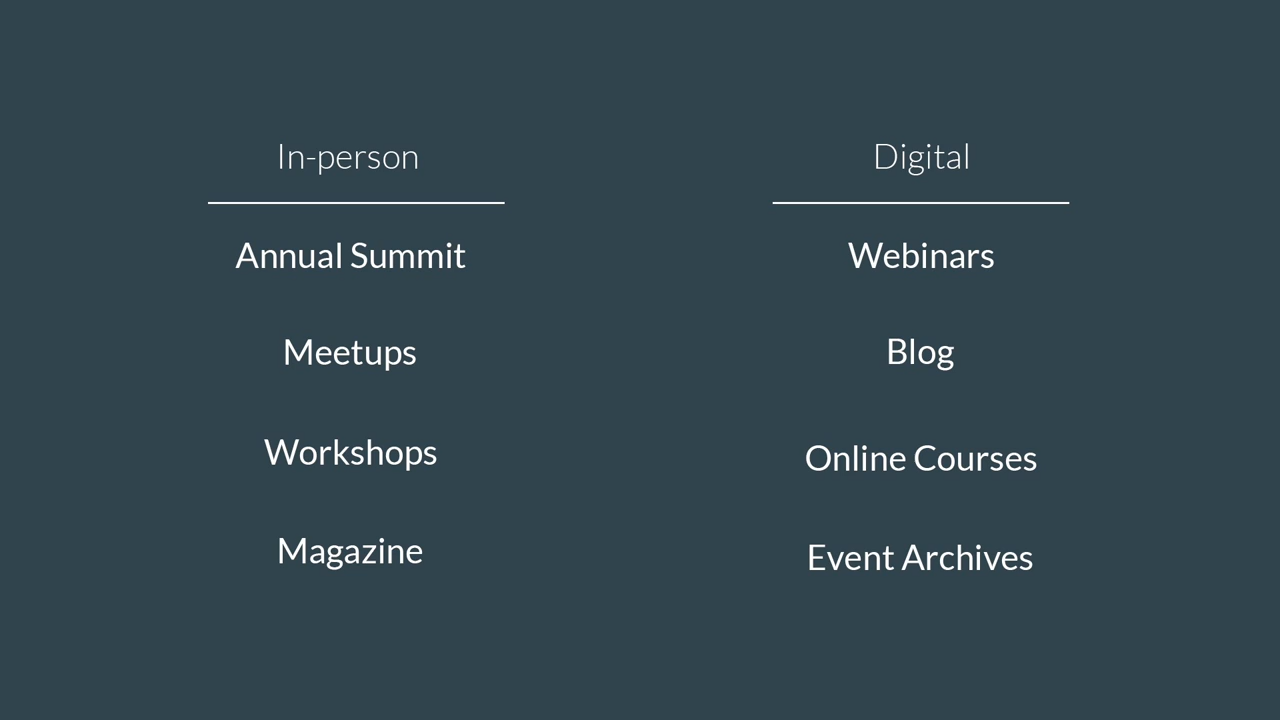 In-person
Annual Summit
Meetups
Workshops
Magazine
Digital
Webinars
Blog
Online Courses
Event Archives